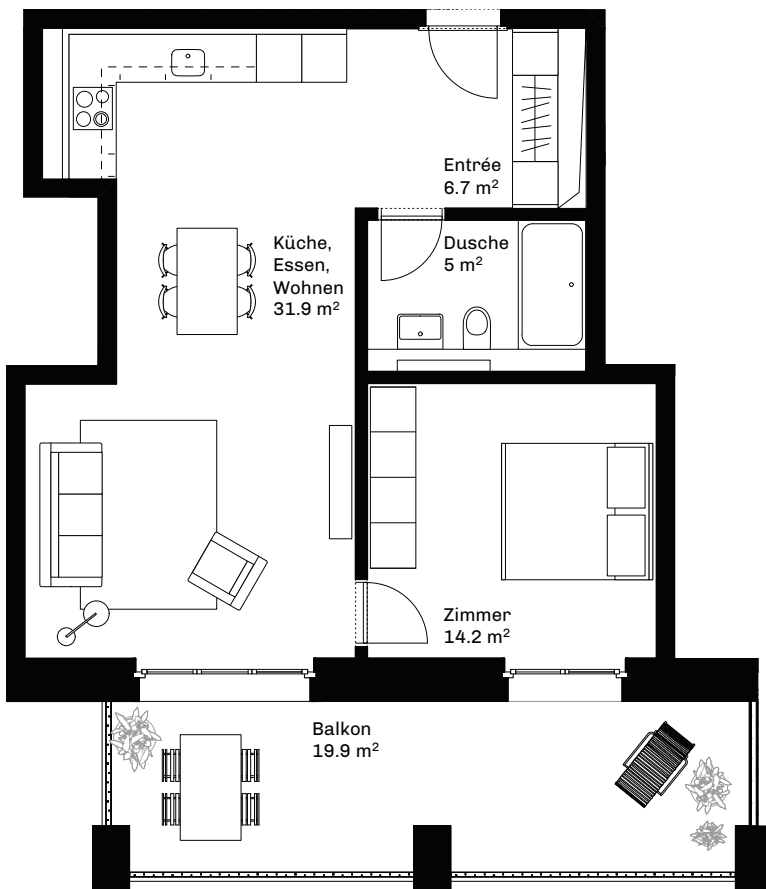 Entrée
6.7 m²
Küche,
Essen,
Wohnen
31.9 m²
Dusche
5 m²
Zimmer
14.2 m²
Balkon
19.9 m²